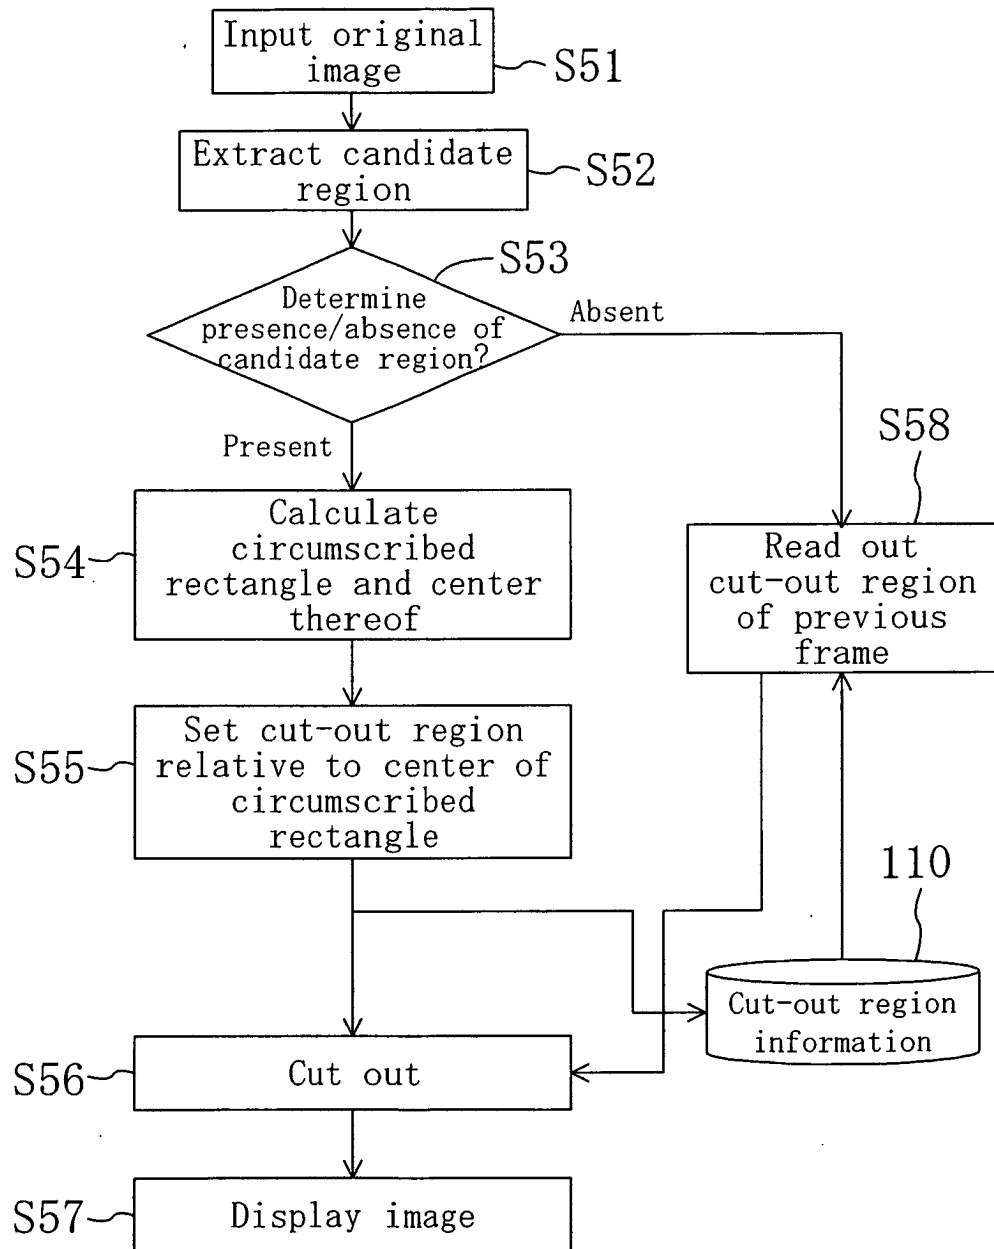 Input original
image
S51
Extract candidate
region
S52
S53
Determine
presence/absence of
candidate region?
Absent
Present
S58
Calculate
circumscribed
rectangle and center
thereof
S54
Read out
cut-out region
of previous
frame
Set cut-out region
relative to center of
circumscribed
rectangle
S55
110
Cut-out region
information
S56
Cut out
S57
Display image